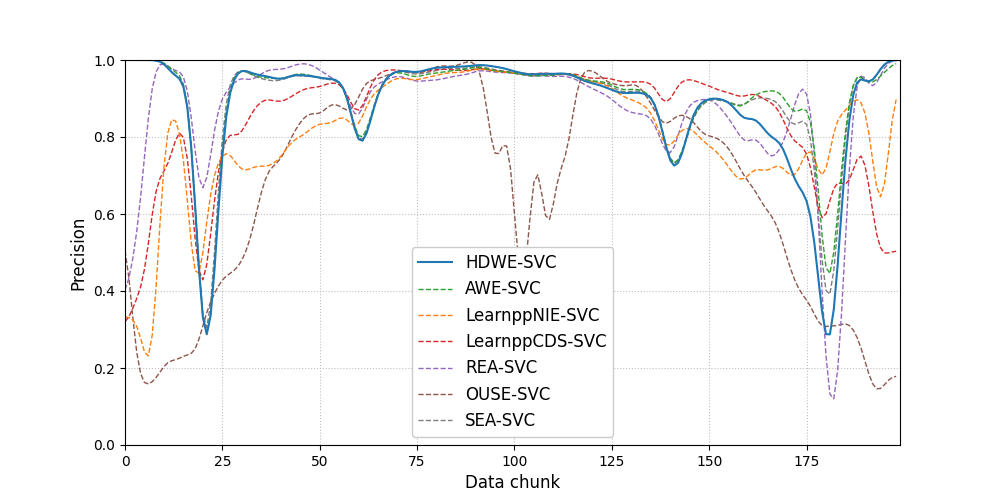 1.0
0.8
0.6
0.4
0.2
0.0
Precision
0
25
50
75
100
125
150
175
Data chunk
HDWE-SVC
AWE-SVC
LearnppNIE-SVC
LearnppCDS-SVC
REA-SVC
OUSE-SVC
SEA-SVC